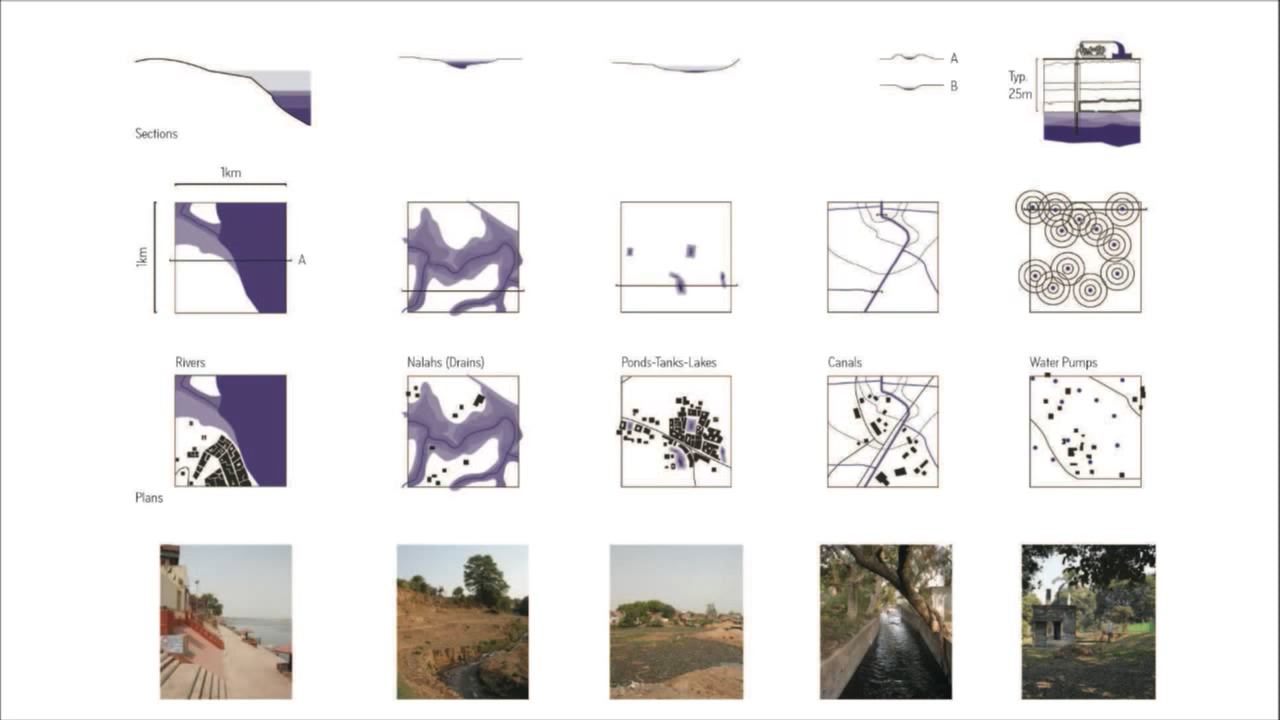 A
B
Typ.
25m
Sections
1km
1km
A
Rivers
Nalahs (Drains)
Ponds-Tanks-Lakes
Canals
Water Pumps
Plans